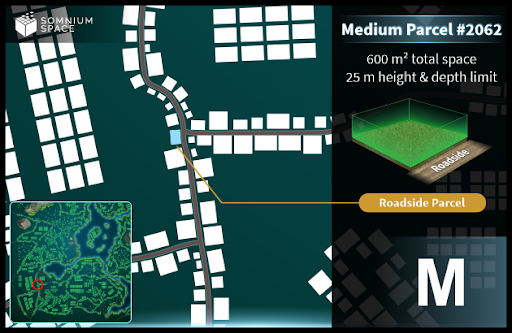 SOMNIUM
SPACE
Medium Parcel #2062
600 m² total space
25 m height & depth limit
Roadside
Roadside Parcel
M